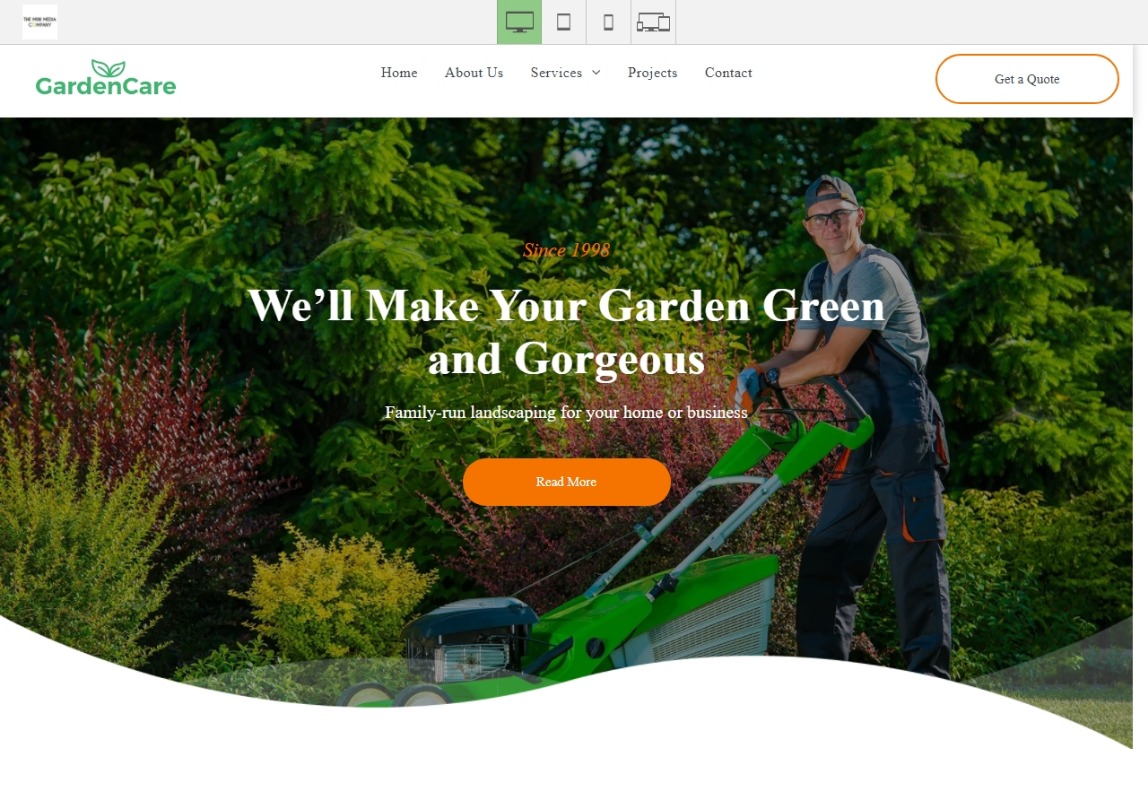 THE MINI MEDIA
COMPANY
GardenCare
Home About Us Services Projects Contact
Get a Quote
Since 1998
We’ll Make Your Garden Green
and Gorgeous
Family-run landscaping for your home or business
Read More